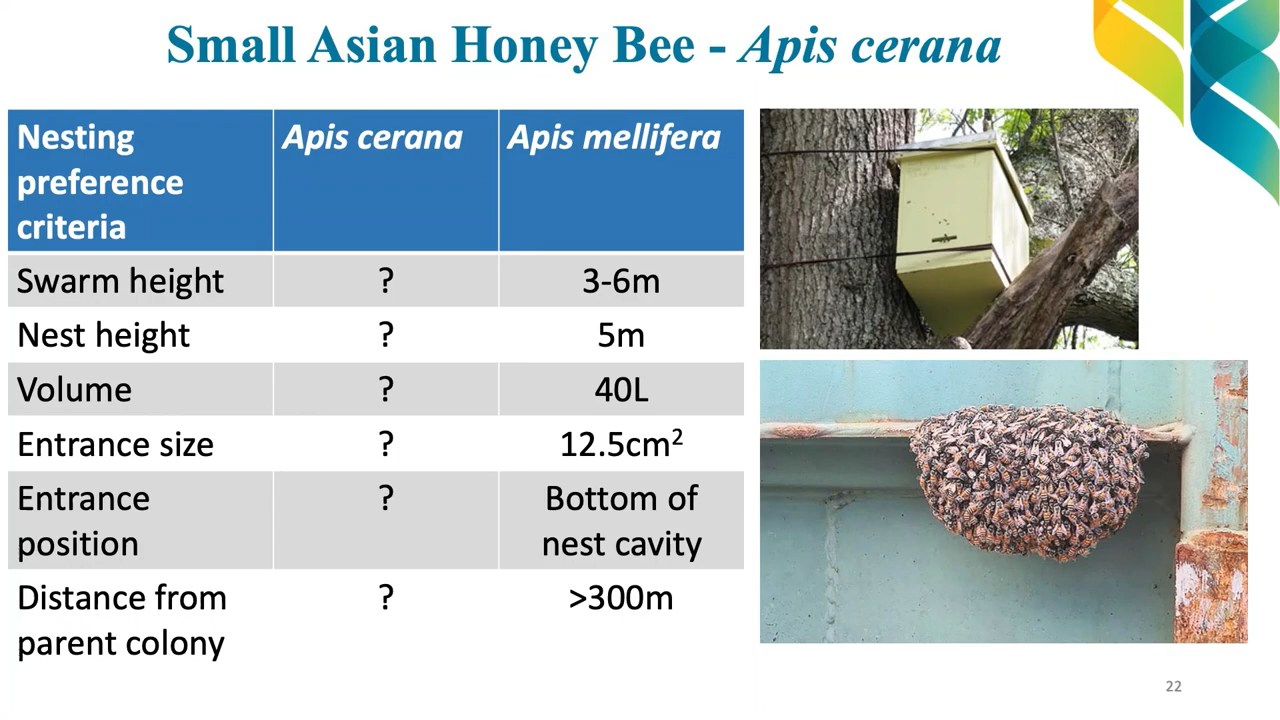 Small Asian Honey Bee - Apis cerana
Nesting preference criteria Apis cerana Apis mellifera
Swarm height ? 3-6m
Nest height ? 5m
Volume ? 40L
Entrance size ? 12.5cm²
Entrance position ? Bottom of nest cavity
Distance from parent colony ? >300m
22